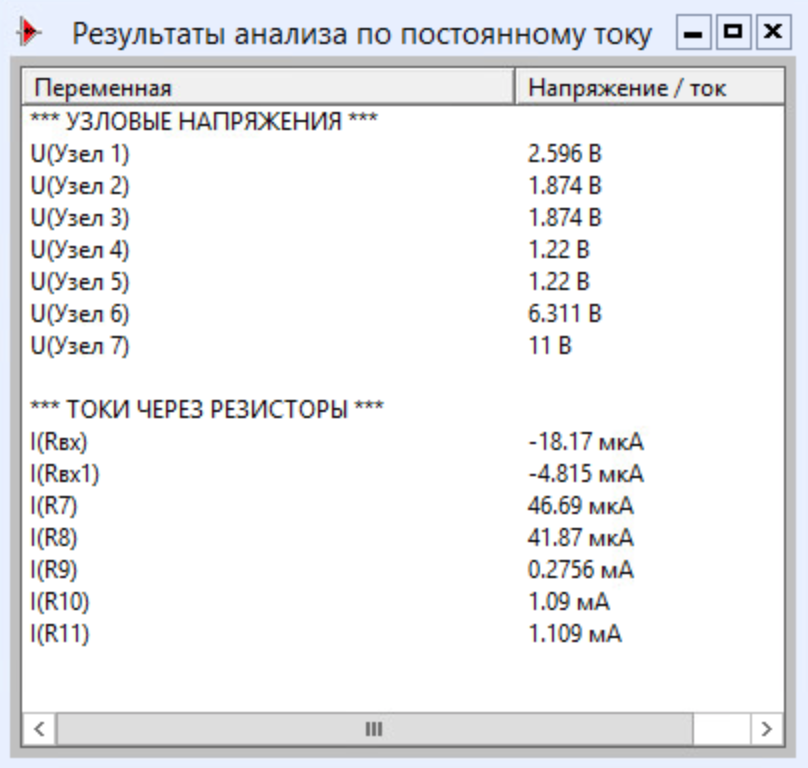 Результаты анализа по постоянному току
Переменная Напряжение / ток
*** УЗЛОВЫЕ НАПРЯЖЕНИЯ ***
U(Узел 1) 2.596 В
U(Узел 2) 1.874 В
U(Узел 3) 1.874 В
U(Узел 4) 1.22 В
U(Узел 5) 1.22 В
U(Узел 6) 6.311 В
U(Узел 7) 11 В
*** ТОКИ ЧЕРЕЗ РЕЗИСТОРЫ ***
I(Rвх) -18.17 мкА
I(Rвх1) -4.815 мкА
I(R7) 46.69 мкА
I(R8) 41.87 мкА
I(R9) 0.2756 мА
I(R10) 1.09 мА
I(R11) 1.109 мА